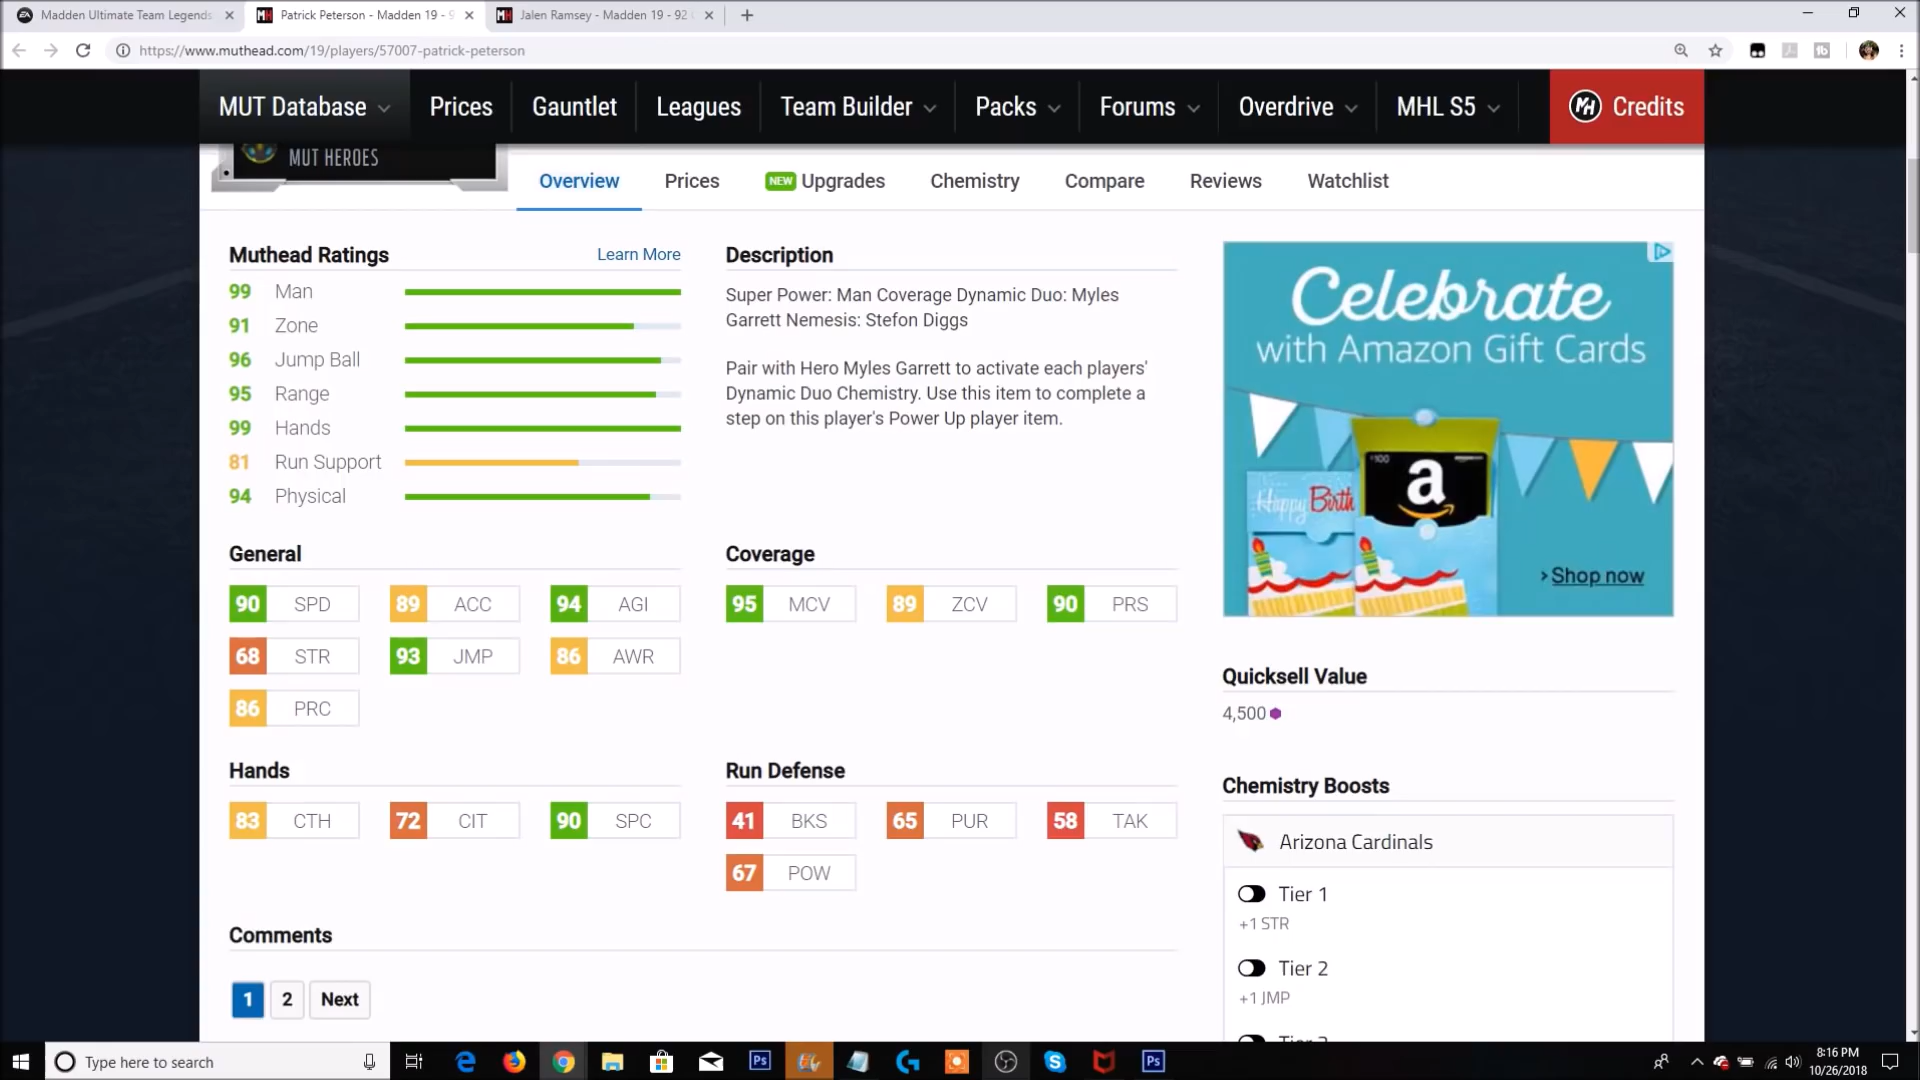 Madden Ultimate Team Legends
Patrick Peterson - Madden 19 - 9
Jalen Ramsey - Madden 19 - 92
https://www.muthead.com/19/players/57007-patrick-peterson
MUT Database
Prices
Gauntlet
Leagues
Team Builder
Packs
Forums
Overdrive
MHL S5
MH Credits
MUT HEROES
Overview
Prices
NEW Upgrades
Chemistry
Compare
Reviews
Watchlist
Muthead Ratings
Learn More
99 Man
91 Zone
96 Jump Ball
95 Range
99 Hands
81 Run Support
94 Physical
Description
Super Power: Man Coverage Dynamic Duo: Myles
Garrett Nemesis: Stefon Diggs
Pair with Hero Myles Garrett to activate each players'
Dynamic Duo Chemistry. Use this item to complete a
step on this player's Power Up player item.
General
90 SPD 89 ACC 94 AGI
68 STR 93 JMP 86 AWR
86 PRC
Coverage
95 MCV 89 ZCV 90 PRS
Hands
83 CTH 72 CIT 90 SPC
Run Defense
41 BKS 65 PUR 58 TAK
67 POW
Comments
1 2 Next
Celebrate
with Amazon Gift Cards
$100
a
Happy Birth
Shop now
Quicksell Value
4,500
Chemistry Boosts
Arizona Cardinals
Tier 1
+1 STR
Tier 2
+1 JMP
Type here to search
8:16 PM
10/26/2018